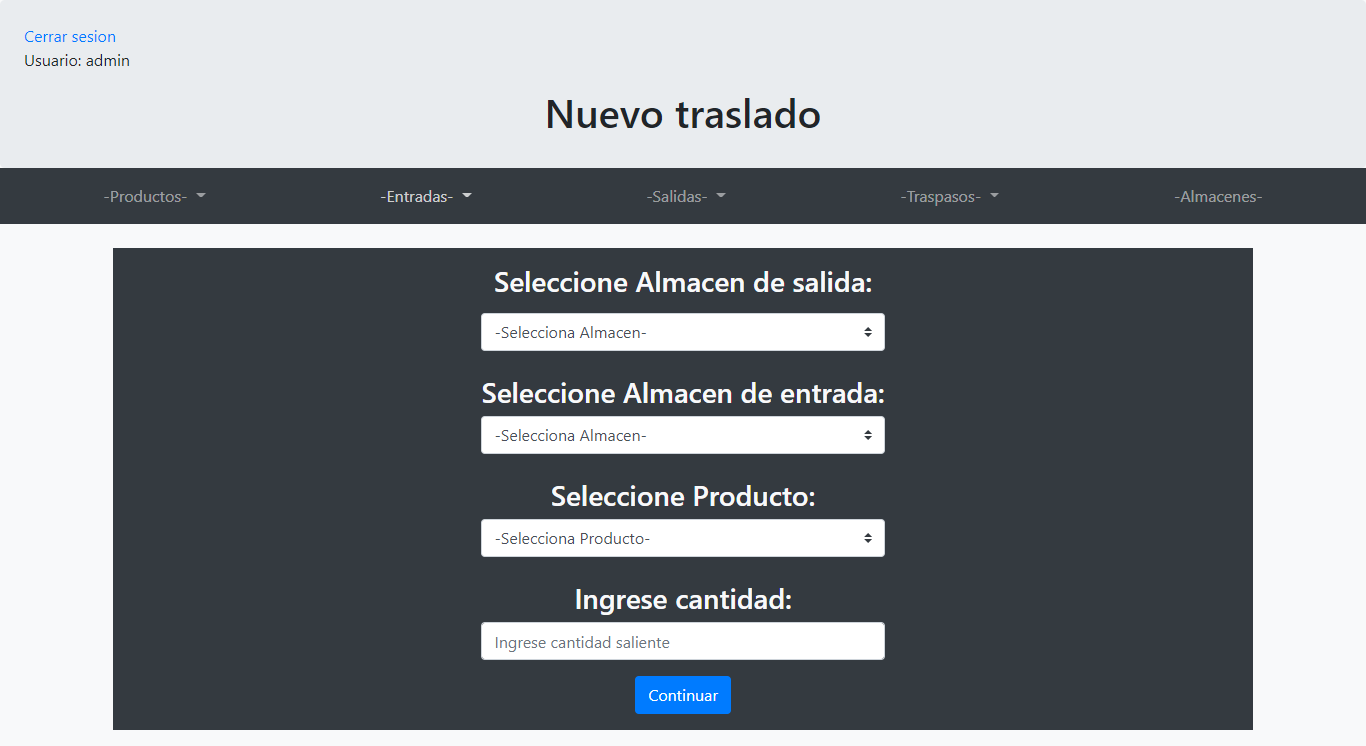 Cerrar sesion
Usuario: admin
Nuevo traslado
-Productos- -Entradas- -Salidas- -Traspasos- -Almacenes-
Seleccione Almacen de salida:
-Selecciona Almacen-
Seleccione Almacen de entrada:
-Selecciona Almacen-
Seleccione Producto:
-Selecciona Producto-
Ingrese cantidad:
Ingrese cantidad saliente
Continuar